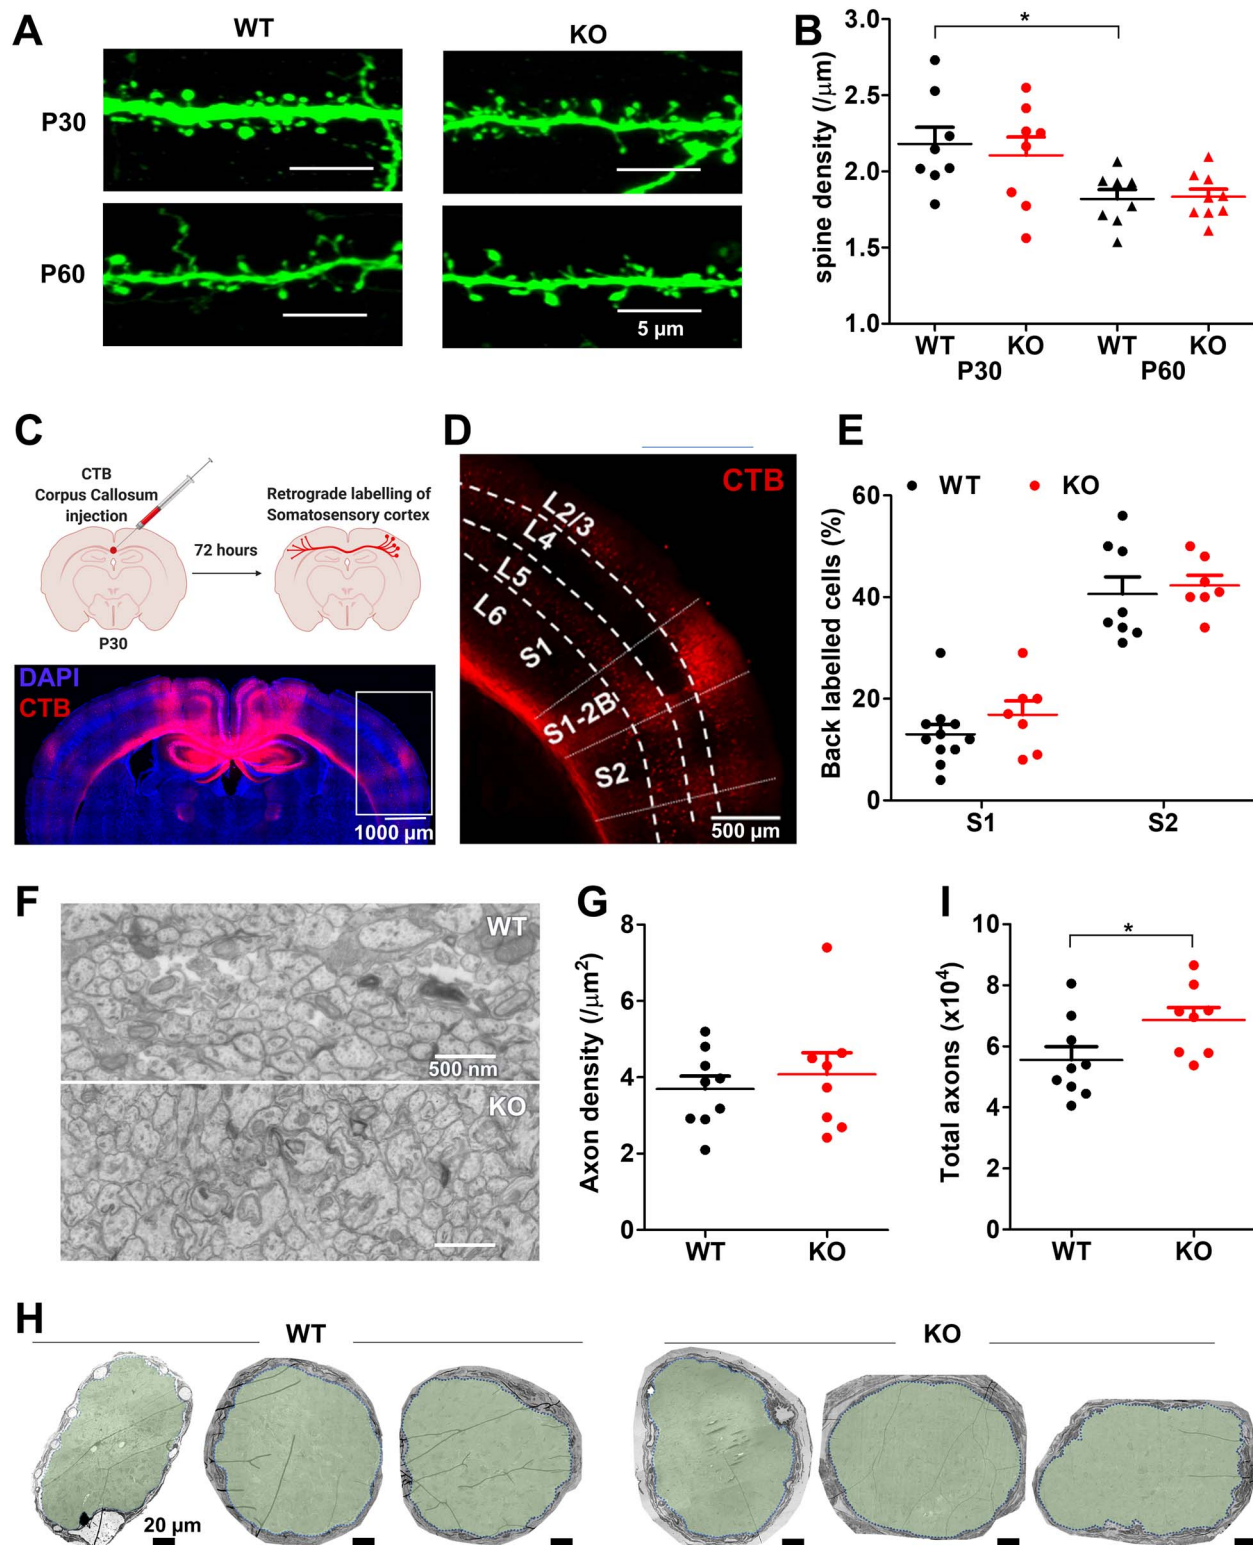 A
WT
KO
P30
P60
5 µm
B
*
spine density (/µm)
3.0
2.5
2.0
1.5
1.0
WT
KO
WT
KO
P30
P60
C
CTB
Corpus Callosum
injection
72 hours
Retrograde labelling of
Somatosensory cortex
P30
DAPI
CTB
1000 µm
D
CTB
L2/3
L4
L5
L6
S1
S1-2B
S2
500 µm
E
WT
KO
Back labelled cells (%)
60
40
20
0
S1
S2
F
WT
500 nm
KO
G
Axon density (/µm²)
8
6
4
2
0
WT
KO
I
*
Total axons (x10⁴)
10
8
6
4
2
0
WT
KO
H
WT
KO
20 µm